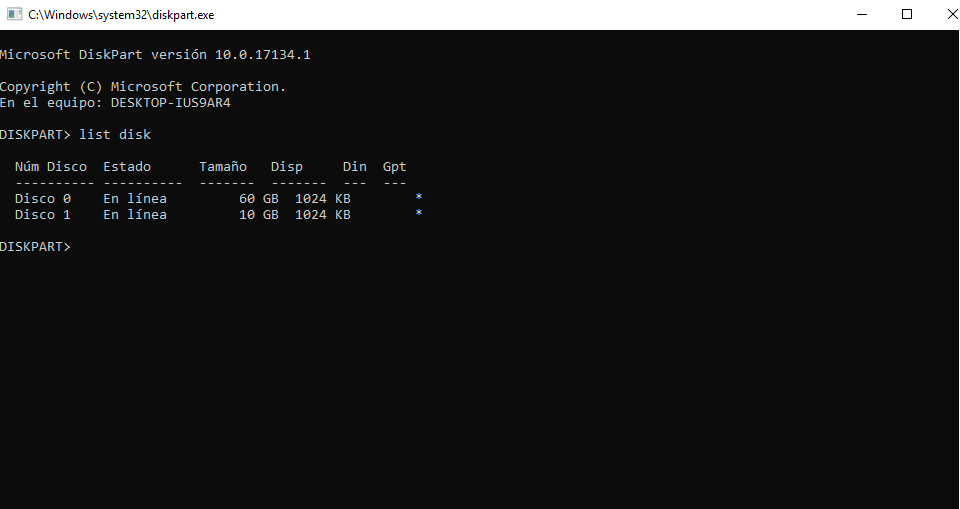 C:\Windows\system32\diskpart.exe
Microsoft DiskPart versión 10.0.17134.1
Copyright (C) Microsoft Corporation.
En el equipo: DESKTOP-IUS9AR4
DISKPART> list disk
  Núm Disco  Estado      Tamaño   Disp     Din  Gpt
  ---------- ----------  -------  -------  ---  ---
  Disco 0    En línea         60 GB  1024 KB        *
  Disco 1    En línea         10 GB  1024 KB        *
DISKPART>